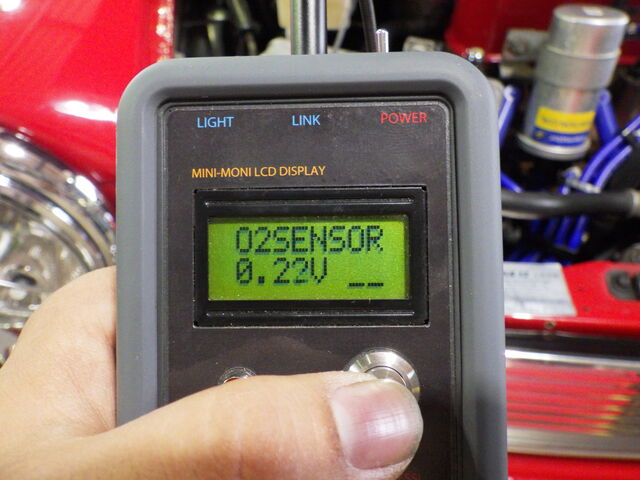 LIGHT LINK POWER
MINI-MONI LCD DISPLAY
O2SENSOR
0.22V __